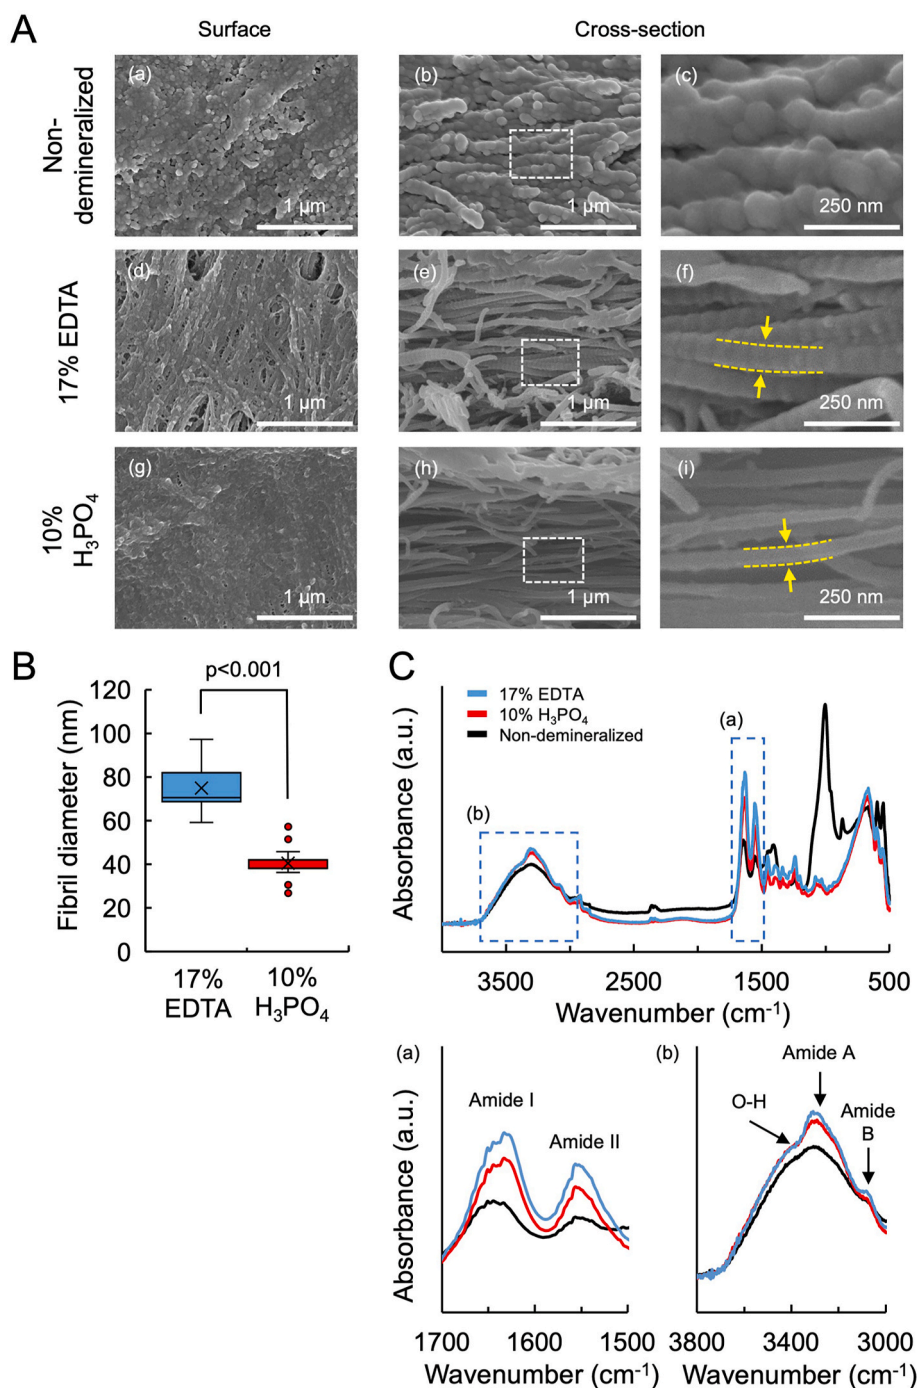 A
Surface
Cross-section
Non-
demineralized
(a)
1 μm
(b)
1 μm
(c)
250 nm
17% EDTA
(d)
1 μm
(e)
1 μm
(f)
250 nm
10%
H₃PO₄
(g)
1 μm
(h)
1 μm
(i)
250 nm
B
p<0.001
Fibril diameter (nm)
120
100
80
60
40
20
0
17%
EDTA
10%
H₃PO₄
C
17% EDTA
10% H₃PO₄
Non-demineralized
(a)
(b)
Absorbance (a.u.)
3500
2500
1500
500
Wavenumber (cm⁻¹)
(a)
Amide I
Amide II
Absorbance (a.u.)
1700
1600
1500
Wavenumber (cm⁻¹)
(b)
Amide A
O-H
Amide
B
3800
3400
3000
Wavenumber (cm⁻¹)